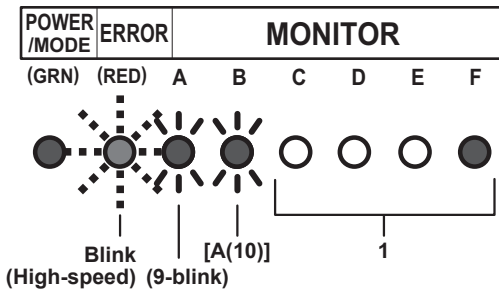 POWER /MODE ERROR MONITOR
(GRN) (RED) A B C D E F
Blink (High-speed)
(9-blink)
[A(10)]
1